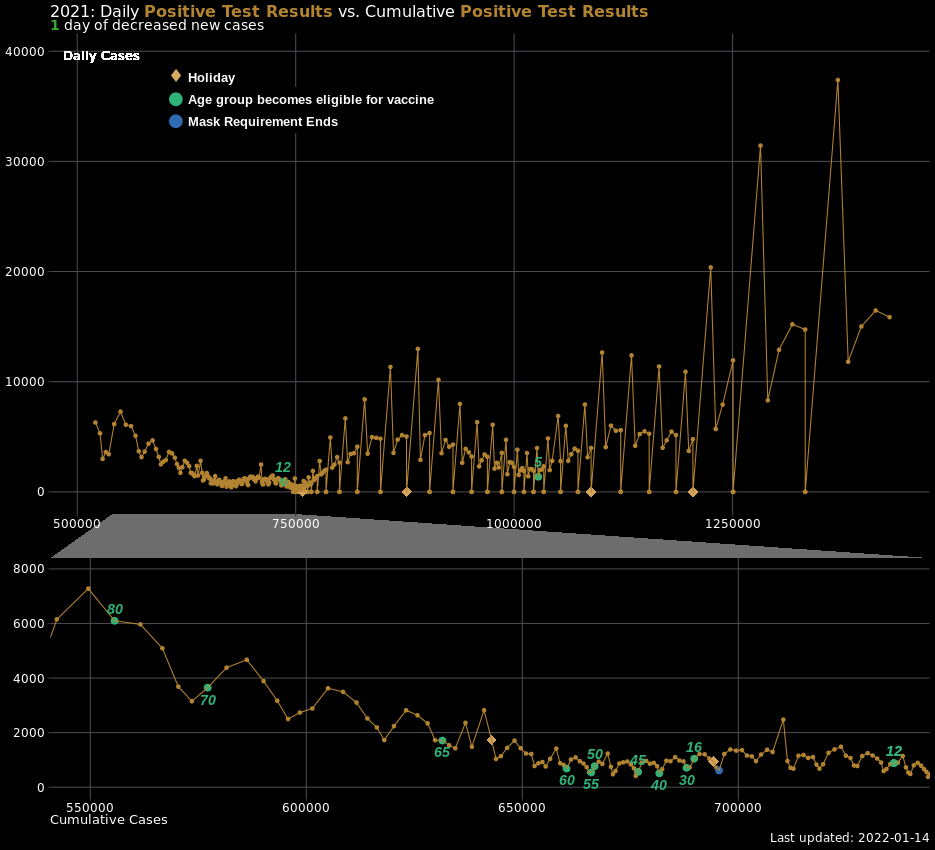 2021: Daily Positive Test Results vs. Cumulative Positive Test Results
1 day of decreased new cases
40000
Daily Cases
Holiday
Age group becomes eligible for vaccine
Mask Requirement Ends
30000
20000
10000
12
5
0
500000 750000 1000000 1250000
8000
80
6000
4000
70
2000
65
60
50
55
45
40
16
30
12
0
550000 600000 650000 700000
Cumulative Cases
Last updated: 2022-01-14